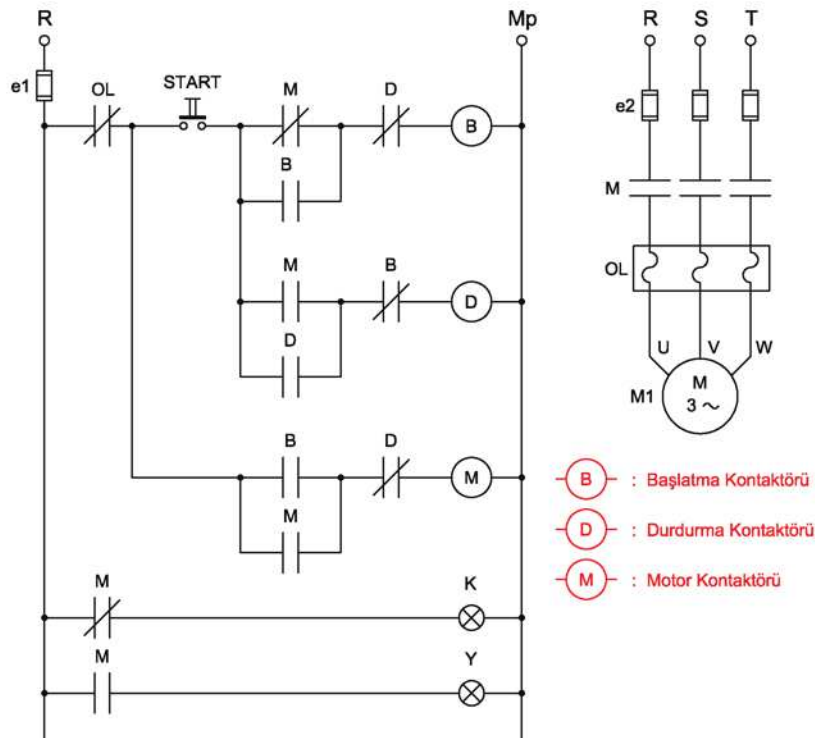 R
Mp
e1
OL
START
M
D
B
B
M
B
D
D
B
D
M
M
M
K
M
Y
R S T
e2
M
OL
U V W
M1
M
3 ~
B : Başlatma Kontaktörü
D : Durdurma Kontaktörü
M : Motor Kontaktörü